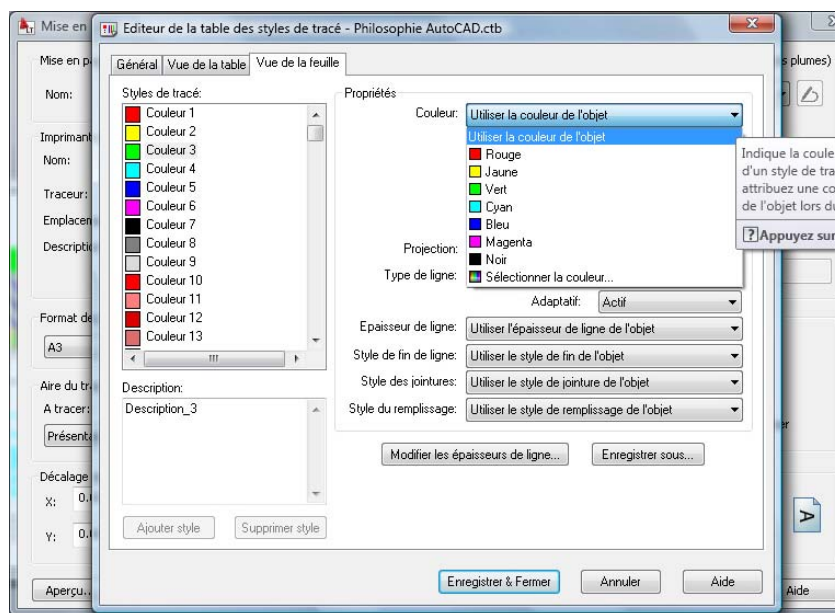 Mise en
Editeur de la table des styles de tracé - Philosophie AutoCAD.ctb
Mise en p
Nom:
Imprimant
Nom:
Traceur:
Emplacem
Descriptio
Format de
A3
Aire du tr
A tracer:
Présenta
Décalage
X: 0.0
Y: 0.0
Aperçu..
Général
Vue de la table
Vue de la feuille
Styles de tracé:
Couleur 1
Couleur 2
Couleur 3
Couleur 4
Couleur 5
Couleur 6
Couleur 7
Couleur 8
Couleur 9
Couleur 10
Couleur 11
Couleur 12
Couleur 13
Description:
Description_3
Ajouter style
Supprimer style
Propriétés
Couleur: Utiliser la couleur de l'objet
Utiliser la couleur de l'objet
Rouge
Jaune
Vert
Cyan
Bleu
Magenta
Noir
Sélectionner la couleur...
Projection:
Type de ligne:
Adaptatif: Actif
Epaisseur de ligne: Utiliser l'épaisseur de ligne de l'objet
Style de fin de ligne: Utiliser le style de fin de l'objet
Style des jointures: Utiliser le style de jointure de l'objet
Style du remplissage: Utiliser le style de remplissage de l'objet
Modifier les épaisseurs de ligne...
Enregistrer sous...
Enregistrer & Fermer
Annuler
Aide
s plumes)
Indique la coule
d'un style de tra
attribuez une co
de l'objet lors du
Appuyez sur
er
A
Aide